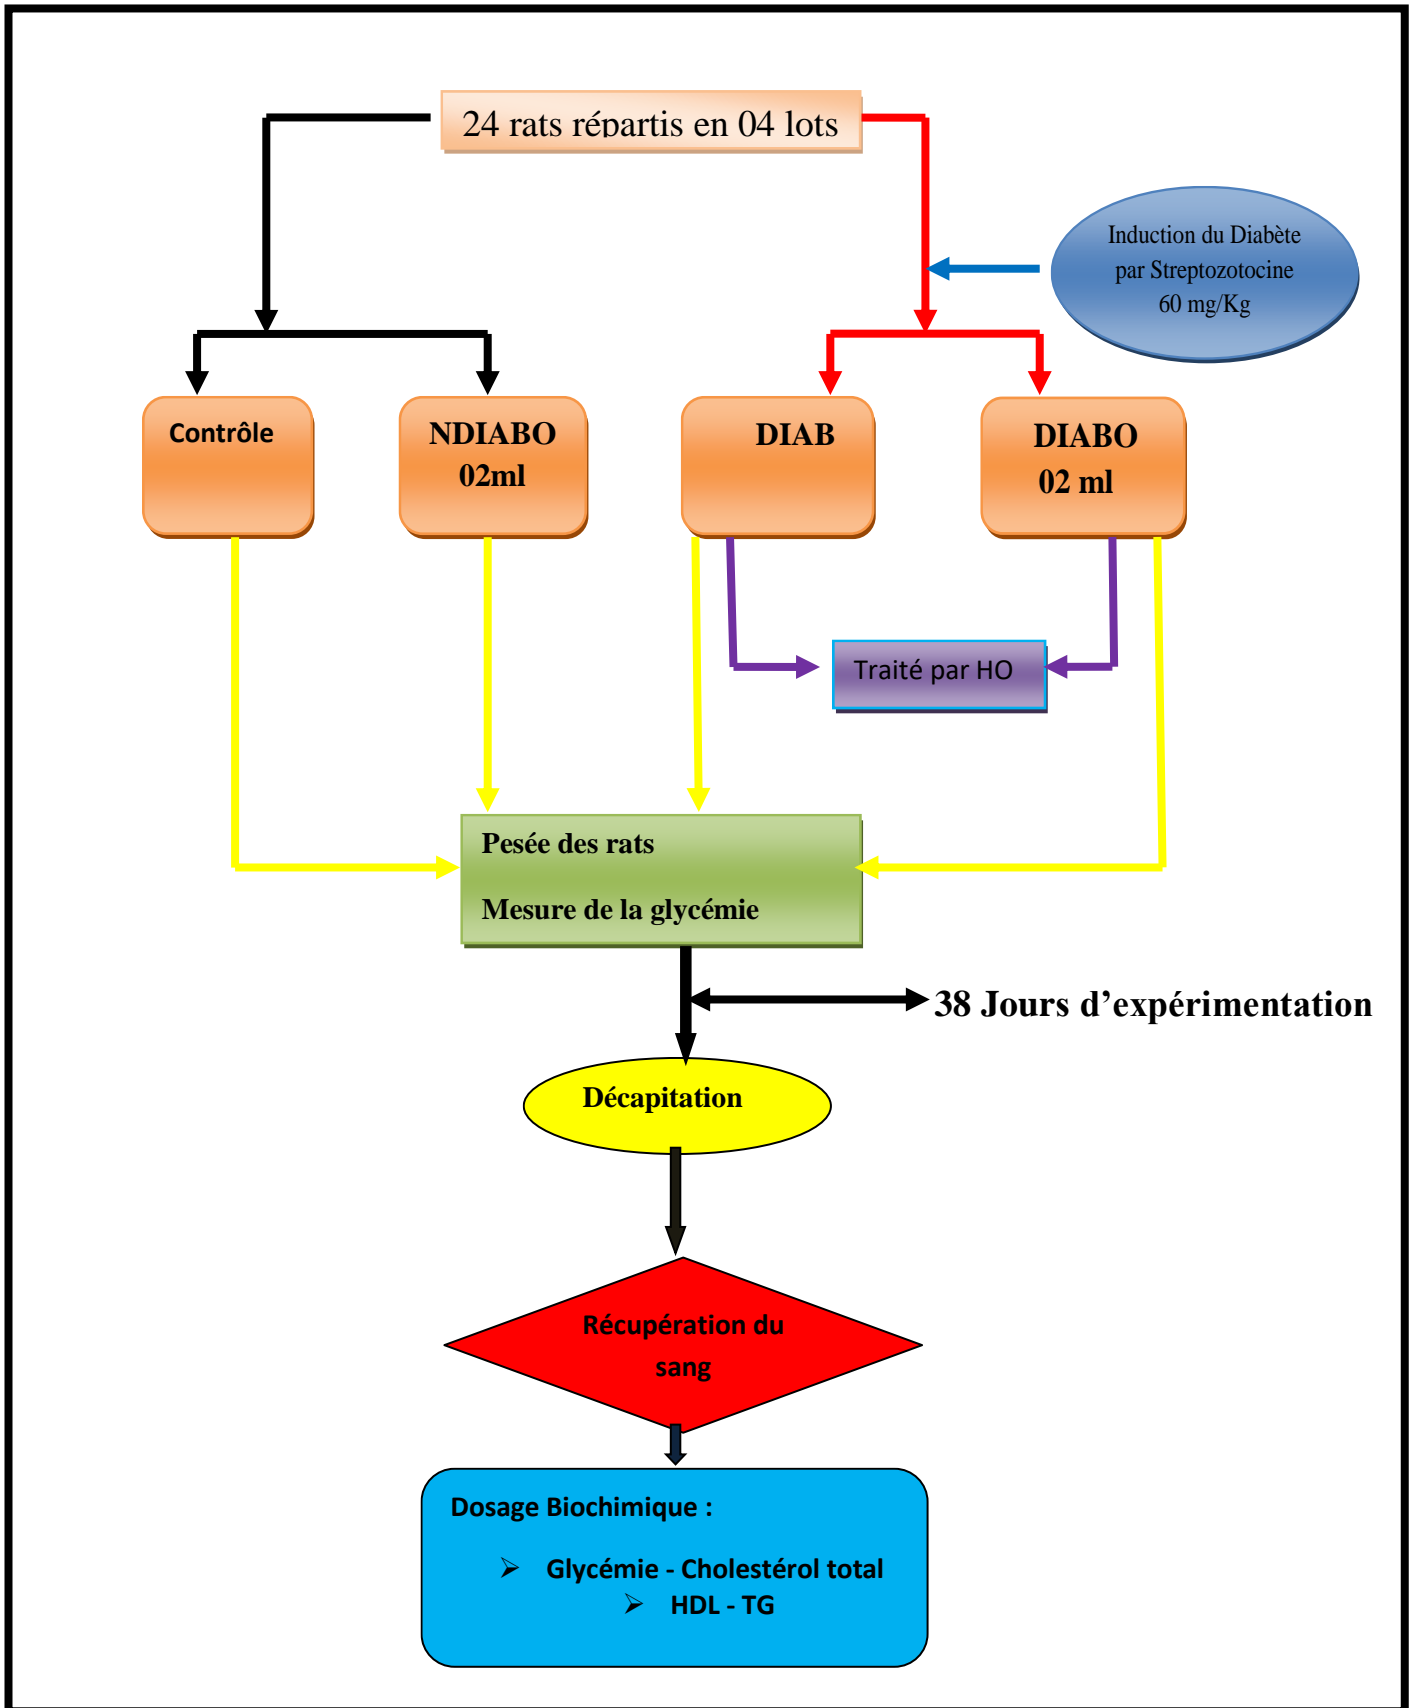 24 rats répartis en 04 lots
Induction du Diabète
par Streptozotocine
60 mg/Kg
Contrôle
NDIABO
02ml
DIAB
DIABO
02 ml
Traité par HO
Pesée des rats
Mesure de la glycémie
38 Jours d’expérimentation
Décapitation
Récupération du
sang
Dosage Biochimique :
➢ Glycémie - Cholestérol total
➢ HDL - TG